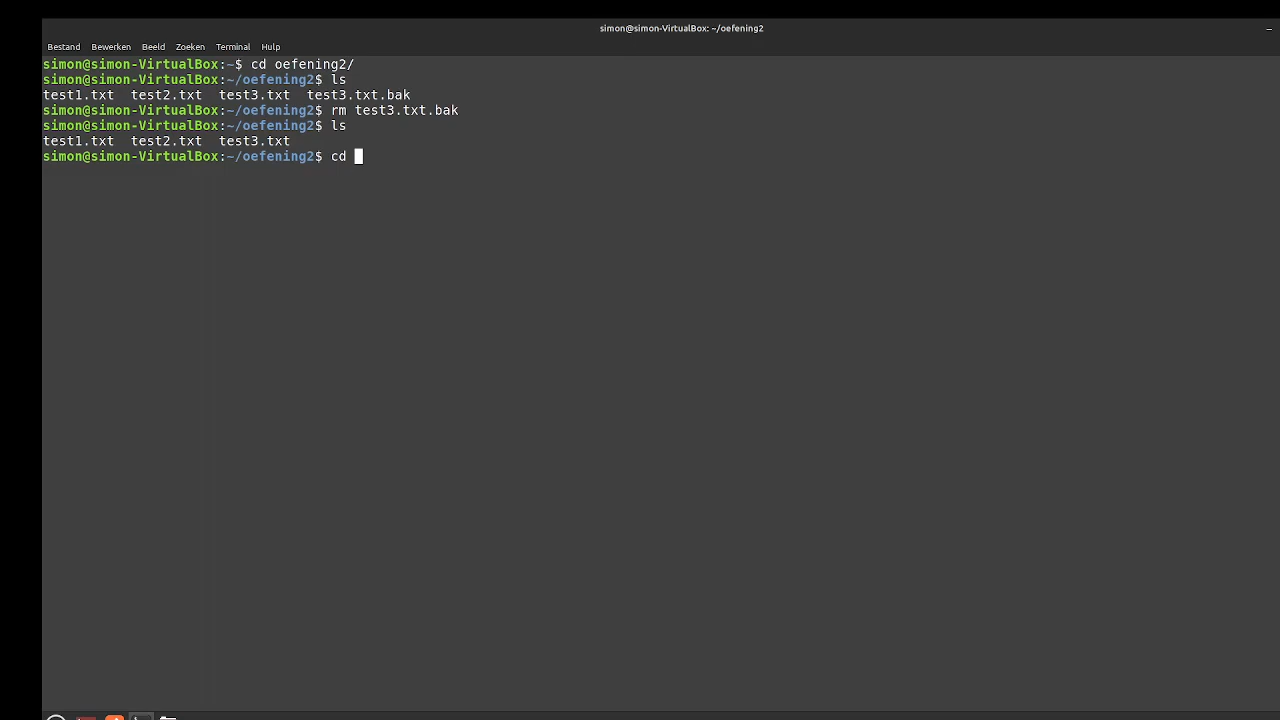 simon@simon-VirtualBox: ~/oefening2
Bestand Bewerken Beeld Zoeken Terminal Hulp
simon@simon-VirtualBox:~$ cd oefening2/
simon@simon-VirtualBox:~/oefening2$ ls
test1.txt  test2.txt  test3.txt  test3.txt.bak
simon@simon-VirtualBox:~/oefening2$ rm test3.txt.bak
simon@simon-VirtualBox:~/oefening2$ ls
test1.txt  test2.txt  test3.txt
simon@simon-VirtualBox:~/oefening2$ cd